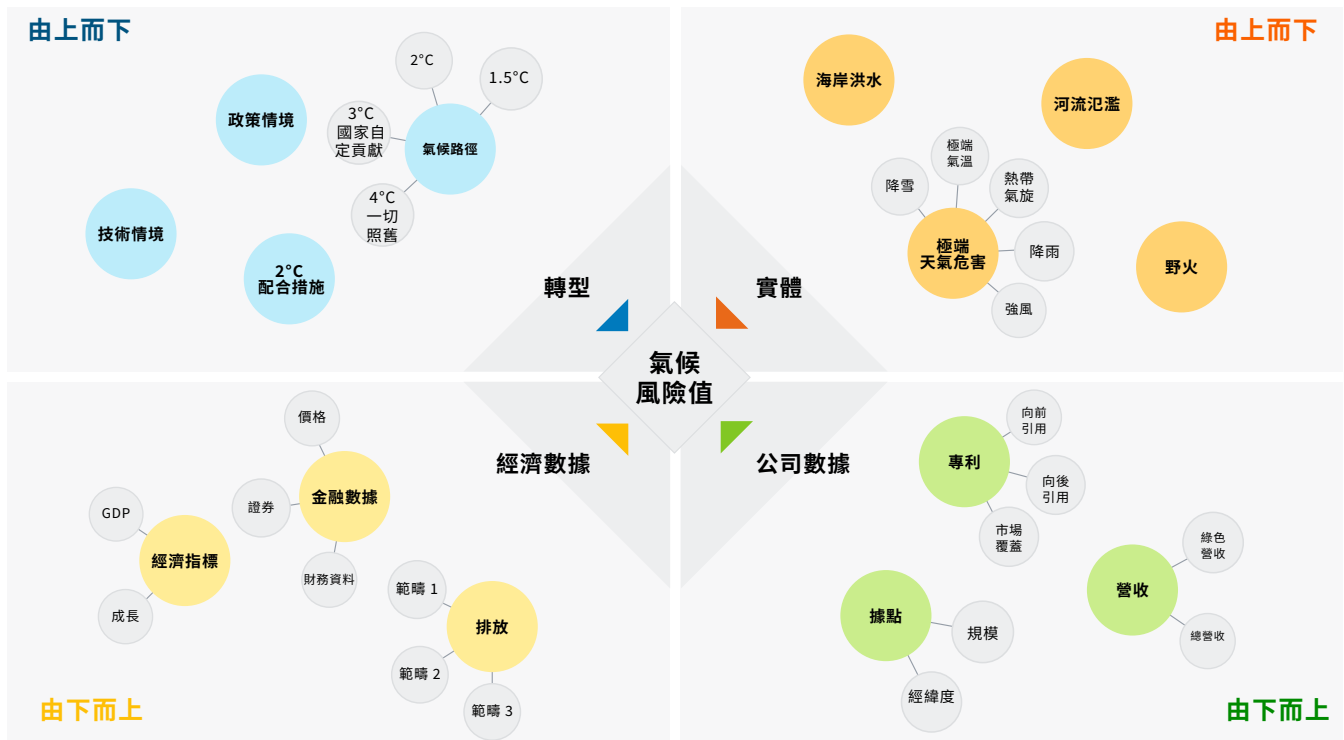 由上而下
2°C
1.5°C
政策情境
3°C
國家自
定貢獻
氣候路徑
4°C
一切
照舊
技術情境
2°C
配合措施
轉型
由上而下
海岸洪水
河流氾濫
極端
氣溫
降雪
熱帶
氣旋
極端
天氣危害
降雨
野火
強風
實體
氣候
風險值
經濟數據
價格
金融數據
證券
GDP
經濟指標
財務資料
成長
範疇 1
排放
範疇 2
範疇 3
由下而上
公司數據
向前
引用
專利
向後
引用
市場
覆蓋
綠色
營收
營收
總營收
據點
規模
經緯度
由下而上